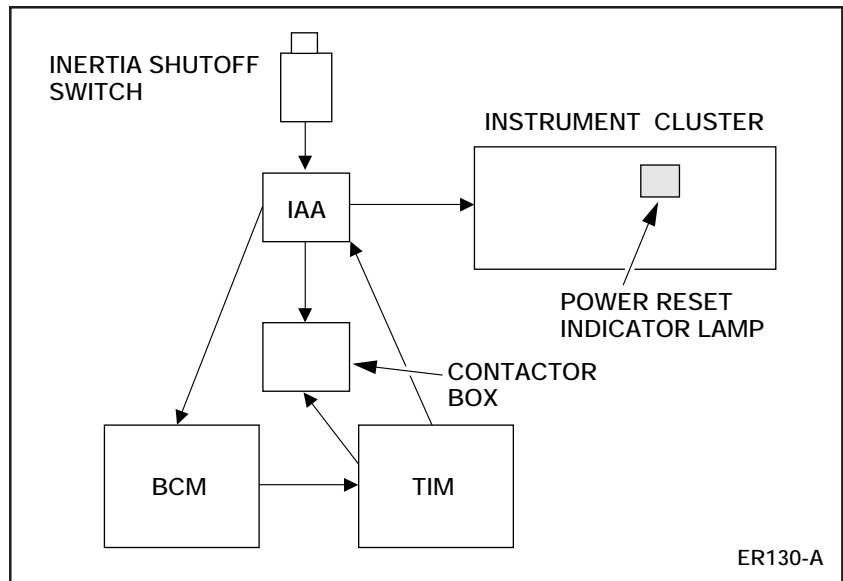 INERTIA SHUTOFF
SWITCH
INSTRUMENT CLUSTER
IAA
POWER RESET
INDICATOR LAMP
CONTACTOR
BOX
BCM
TIM
ER130-A